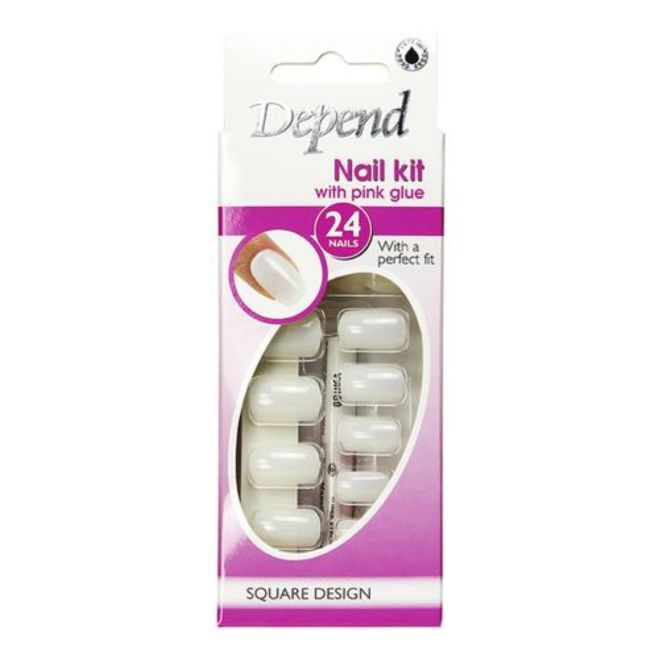 Depend
Nail kit
with pink glue
24
NAILS
With a
perfect fit
SQUARE DESIGN